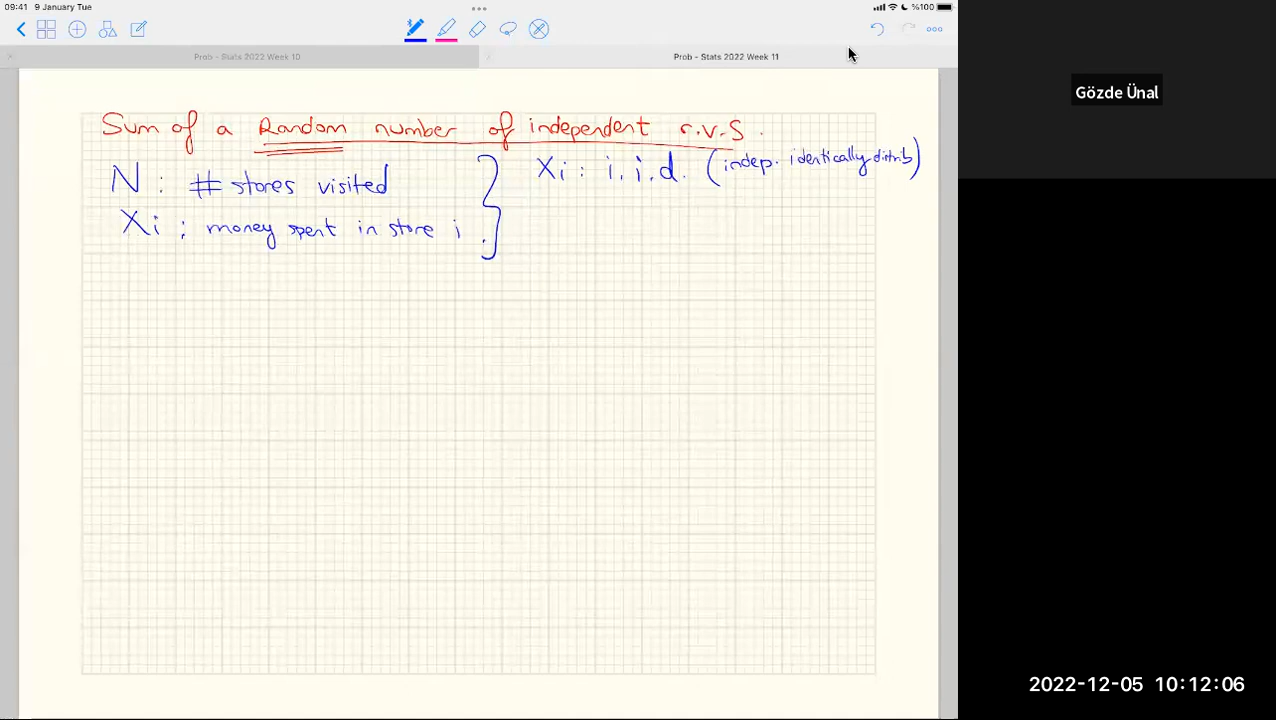 09:41 9 January Tue
%100
Prob - Stats 2022 Week 10
Prob - Stats 2022 Week 11
Gözde Ünal
Sum of a Random number of independent r.v.s.
N : # stores visited
Xi : i.i.d. (indep. identically distrib)
Xi : money spent in store i.
2022-12-05 10:12:06